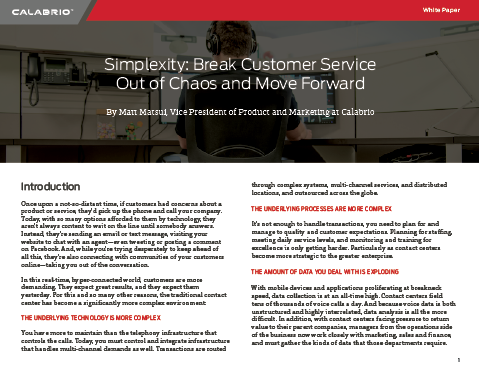 CALABRIO
White Paper
Simplexity: Break Customer Service
Out of Chaos and Move Forward
By Matt Matsui, Vice President of Product and Marketing at Calabrio
Introduction
Once upon a not-so-distant time, if customers had concerns about a
product or service, they'd pick up the phone and call your company.
Today, with so many options afforded to them by technology, they
aren't always content to wait on the line until somebody answers.
Instead, they're sending an email or text message, visiting your
website to chat with an agent—even tweeting or posting a comment
on Facebook. And, while you're trying desperately to keep ahead of
all this, they're also connecting with communities of your customers
online—taking you out of the conversation.
In this real-time, hyper-connected world, customers are more
demanding. They expect great results, and they expect them
yesterday. For this and so many other reasons, the traditional contact
center has become a significantly more complex environment:
THE UNDERLYING TECHNOLOGY IS MORE COMPLEX
You have more to maintain than the telephony infrastructure that
controls the calls. Today, you must control and integrate infrastructure
that handles multi-channel demands as well. Transactions are routed
through complex systems, multi-channel services, and distributed
locations, and outsourced across the globe.
THE UNDERLYING PROCESSES ARE MORE COMPLEX
It's not enough to handle transactions, you need to plan for and
manage to quality and customer expectations. Planning for staffing,
meeting daily service levels, and monitoring and training for
excellence is only getting harder. Particularly as contact centers
become more strategic to the greater enterprise.
THE AMOUNT OF DATA YOU DEAL WITH IS EXPLODING
With mobile devices and applications proliferating at breakneck
speed, data collection is at an all-time high. Contact centers field
tens of thousands of voice calls a day. And because voice data is both
unstructured and highly interrelated, data analysis is all the more
difficult. In addition, with contact centers facing pressure to return
value to their parent companies, managers from the operations side
of the business now work closely with marketing, sales and finance,
and must gather the kinds of data that those departments require.
1